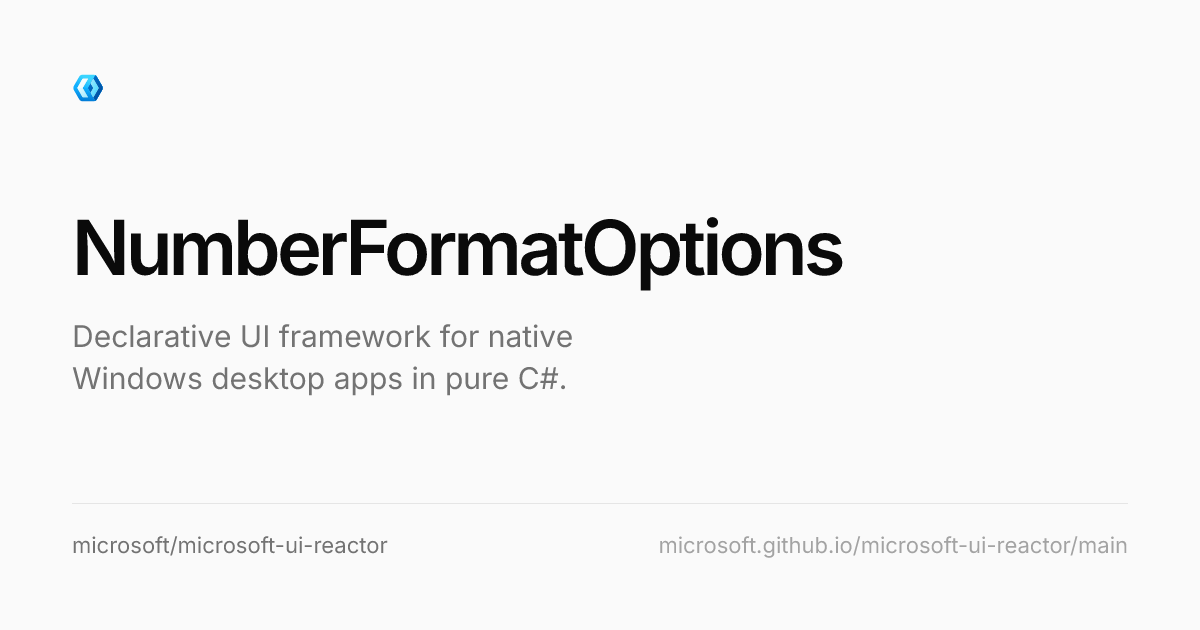 NumberFormatOptions
Declarative UI framework for native
Windows desktop apps in pure C#.
microsoft/microsoft-ui-reactor
microsoft.github.io/microsoft-ui-reactor/main